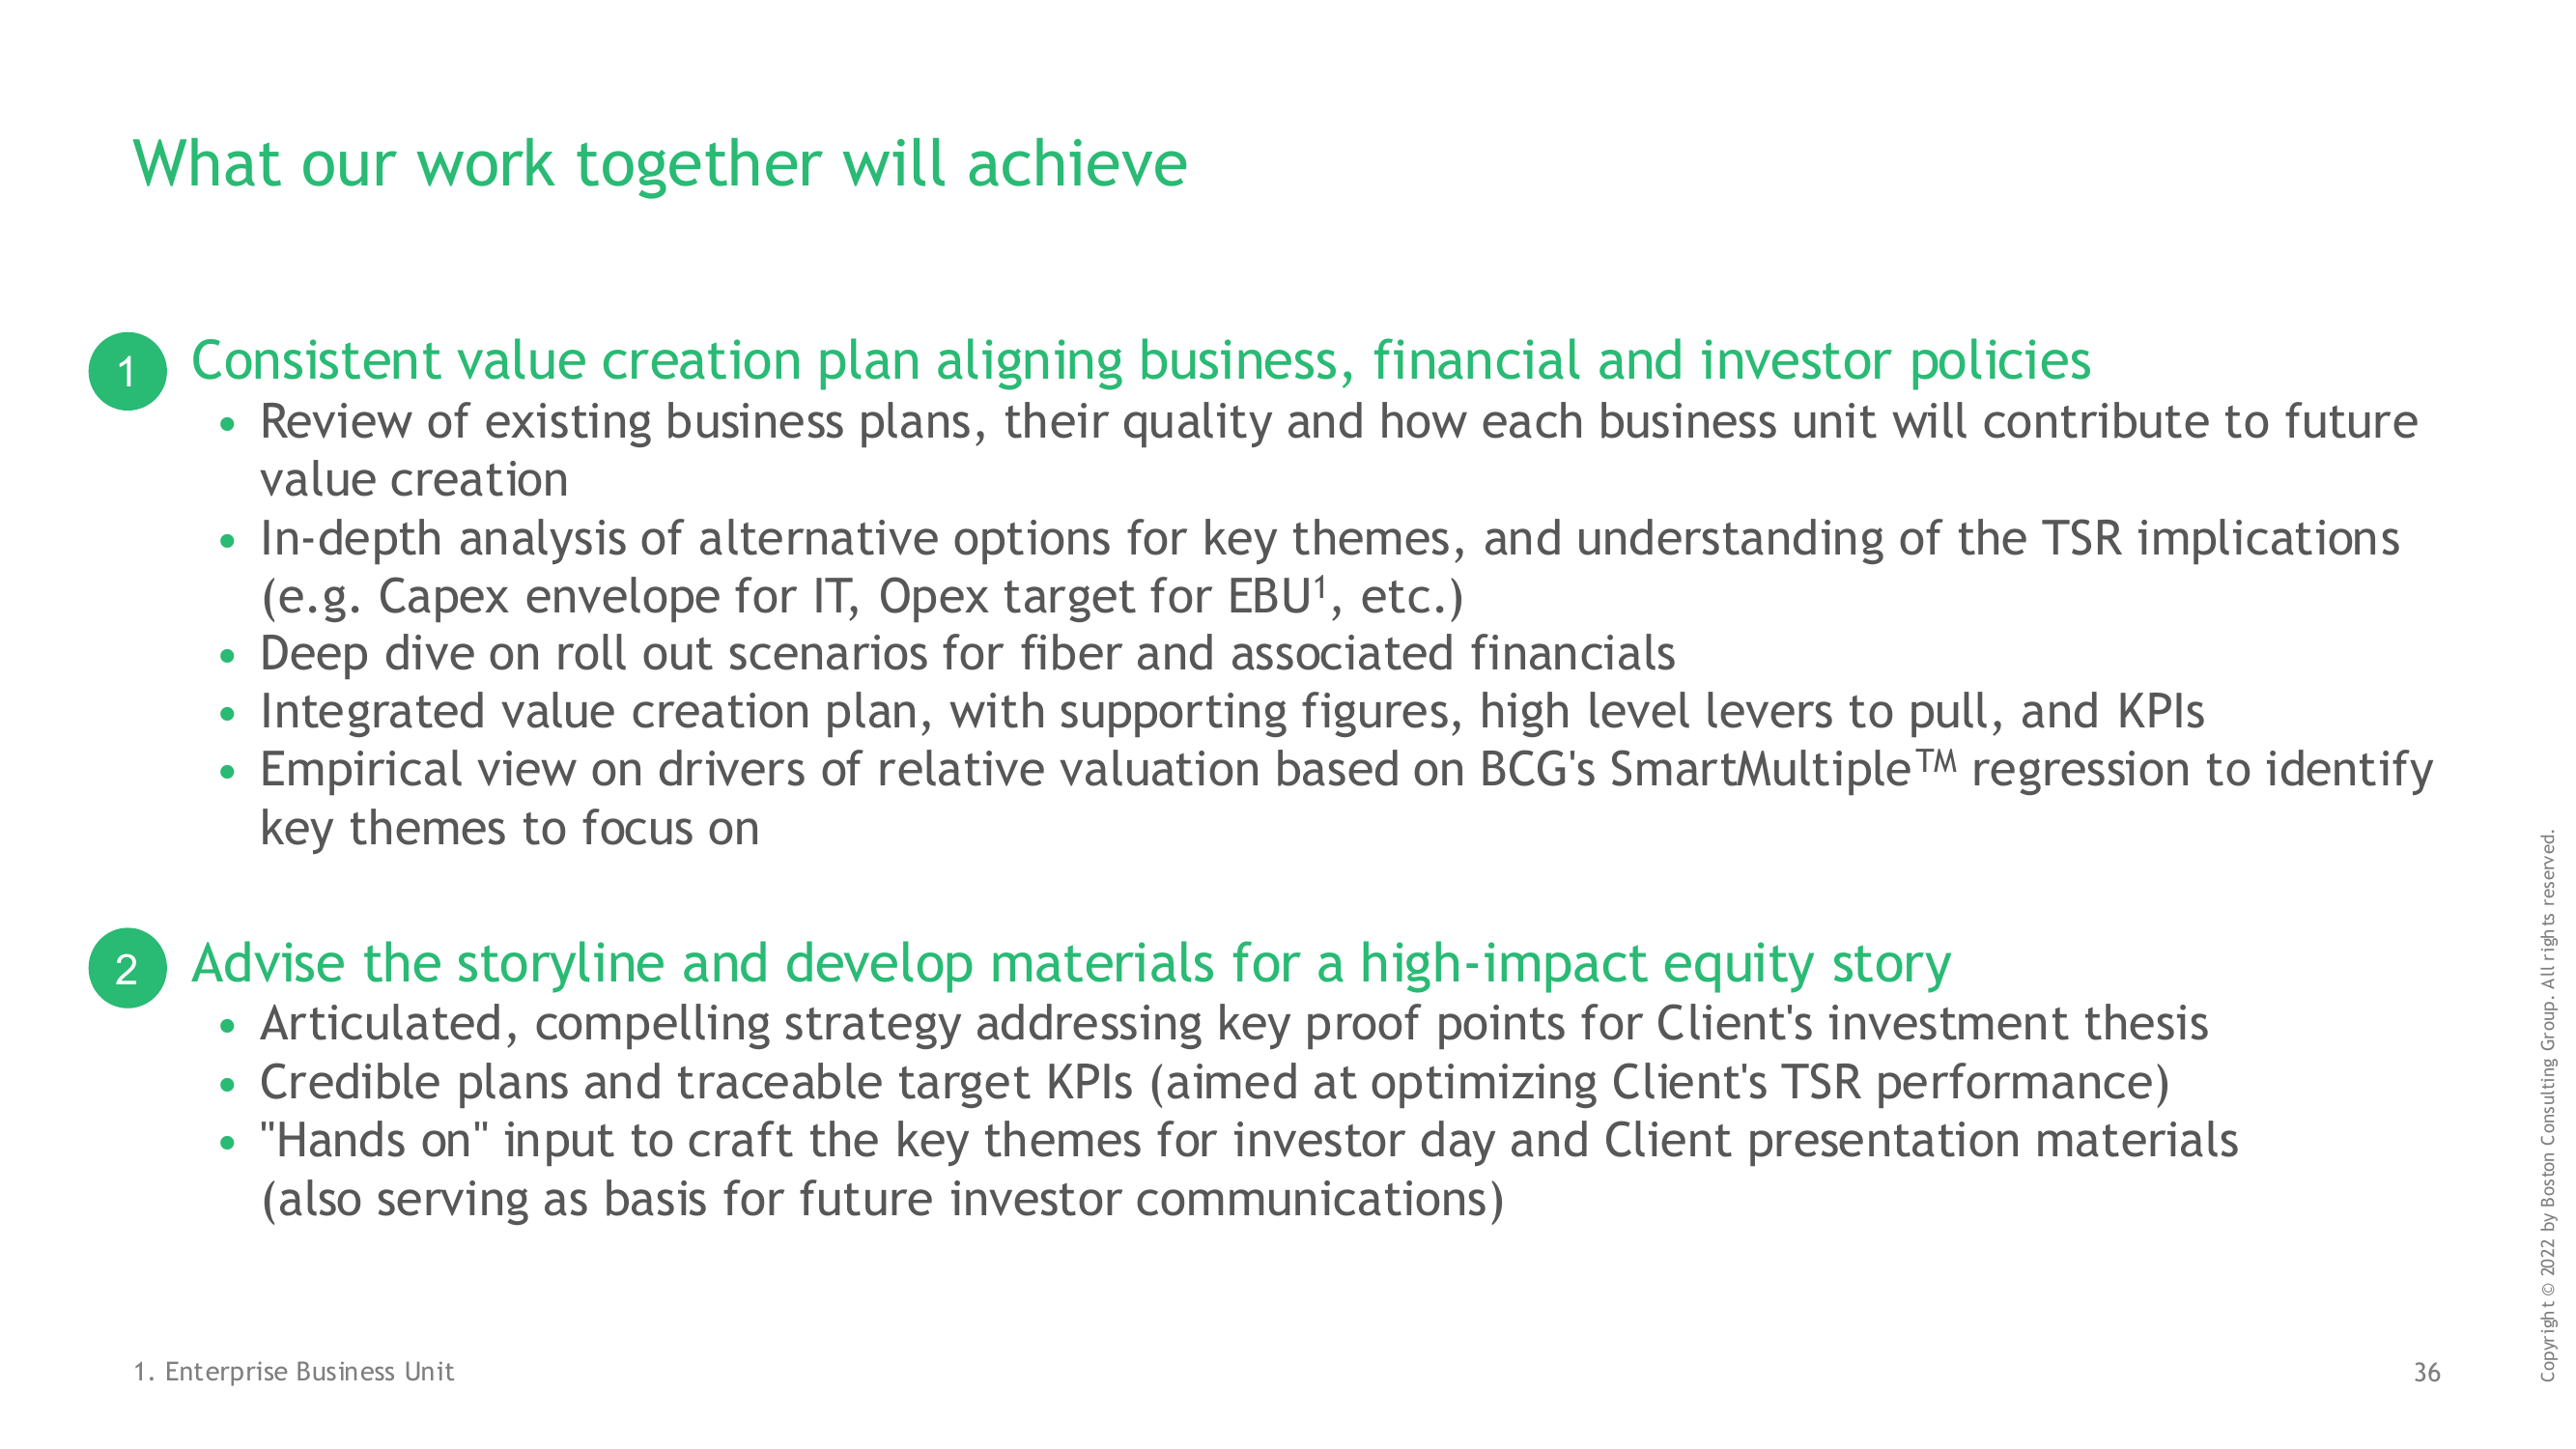 What our work together will achieve
1
Consistent value creation plan aligning business, financial and investor policies
• Review of existing business plans, their quality and how each business unit will contribute to future
value creation
• In-depth analysis of alternative options for key themes, and understanding of the TSR implications
(e.g. Capex envelope for IT, Opex target for EBU¹, etc.)
• Deep dive on roll out scenarios for fiber and associated financials
• Integrated value creation plan, with supporting figures, high level levers to pull, and KPIs
• Empirical view on drivers of relative valuation based on BCG's SmartMultiple™ regression to identify
key themes to focus on
2
Advise the storyline and develop materials for a high-impact equity story
• Articulated, compelling strategy addressing key proof points for Client's investment thesis
• Credible plans and traceable target KPIs (aimed at optimizing Client's TSR performance)
• "Hands on" input to craft the key themes for investor day and Client presentation materials
(also serving as basis for future investor communications)
1. Enterprise Business Unit
36
Copyright © 2022 by Boston Consulting Group. All rights reserved.